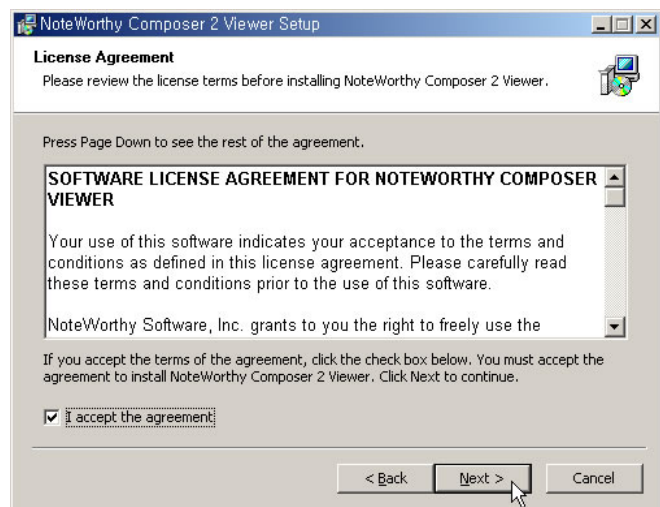 NoteWorthy Composer 2 Viewer Setup
License Agreement
Please review the license terms before installing NoteWorthy Composer 2 Viewer.
Press Page Down to see the rest of the agreement.
SOFTWARE LICENSE AGREEMENT FOR NOTEWORTHY COMPOSER
VIEWER
Your use of this software indicates your acceptance to the terms and
conditions as defined in this license agreement. Please carefully read
these terms and conditions prior to the use of this software.
NoteWorthy Software, Inc. grants to you the right to freely use the
If you accept the terms of the agreement, click the check box below. You must accept the
agreement to install NoteWorthy Composer 2 Viewer. Click Next to continue.
I accept the agreement
< Back Next > Cancel